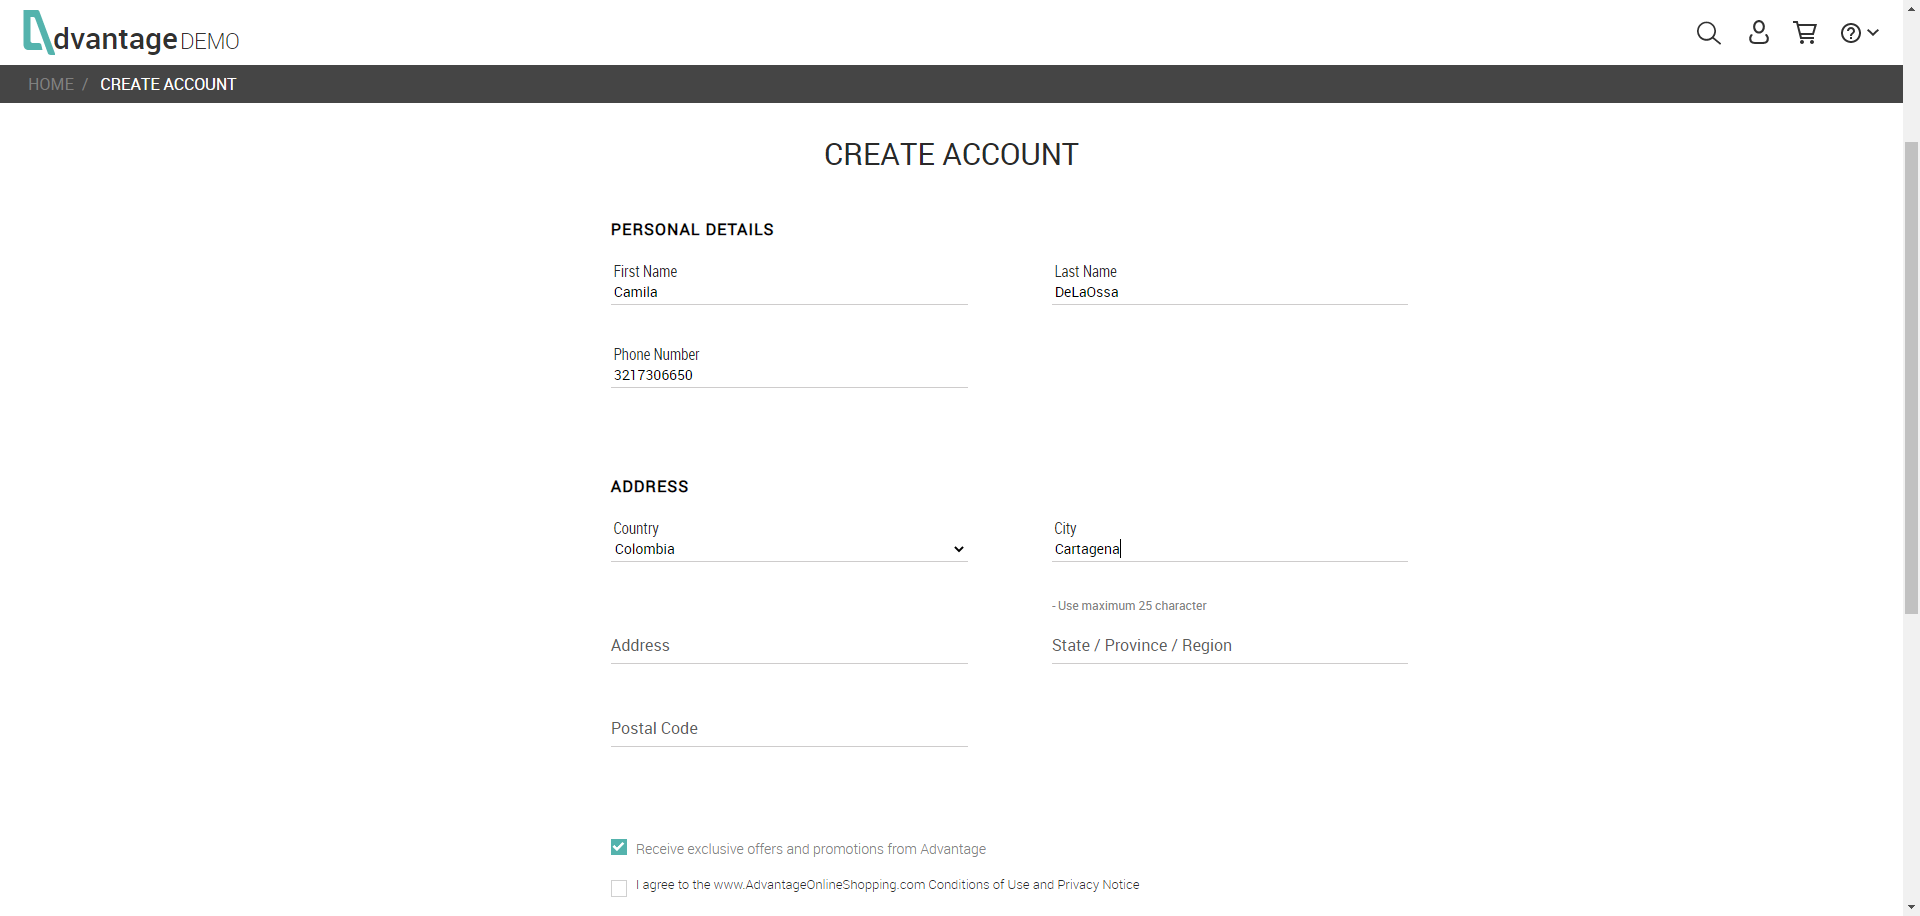 dvantage DEMO
HOME / CREATE ACCOUNT
CREATE ACCOUNT
PERSONAL DETAILS
First Name
Camila
Last Name
DeLaOssa
Phone Number
3217306650
ADDRESS
Country
Colombia
City
Cartagena
- Use maximum 25 character
Address
State / Province / Region
Postal Code
Receive exclusive offers and promotions from Advantage
I agree to the www.AdvantageOnlineShopping.com Conditions of Use and Privacy Notice